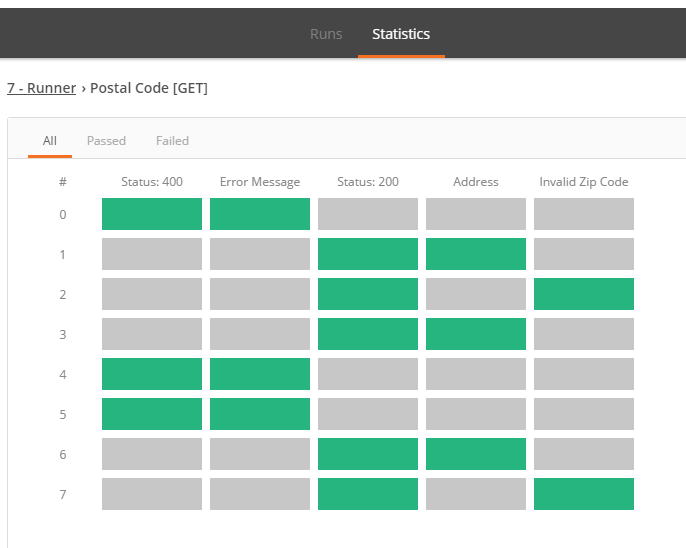 Runs Statistics
7 - Runner › Postal Code [GET]
All Passed Failed
# Status: 400 Error Message Status: 200 Address Invalid Zip Code
0
1
2
3
4
5
6
7